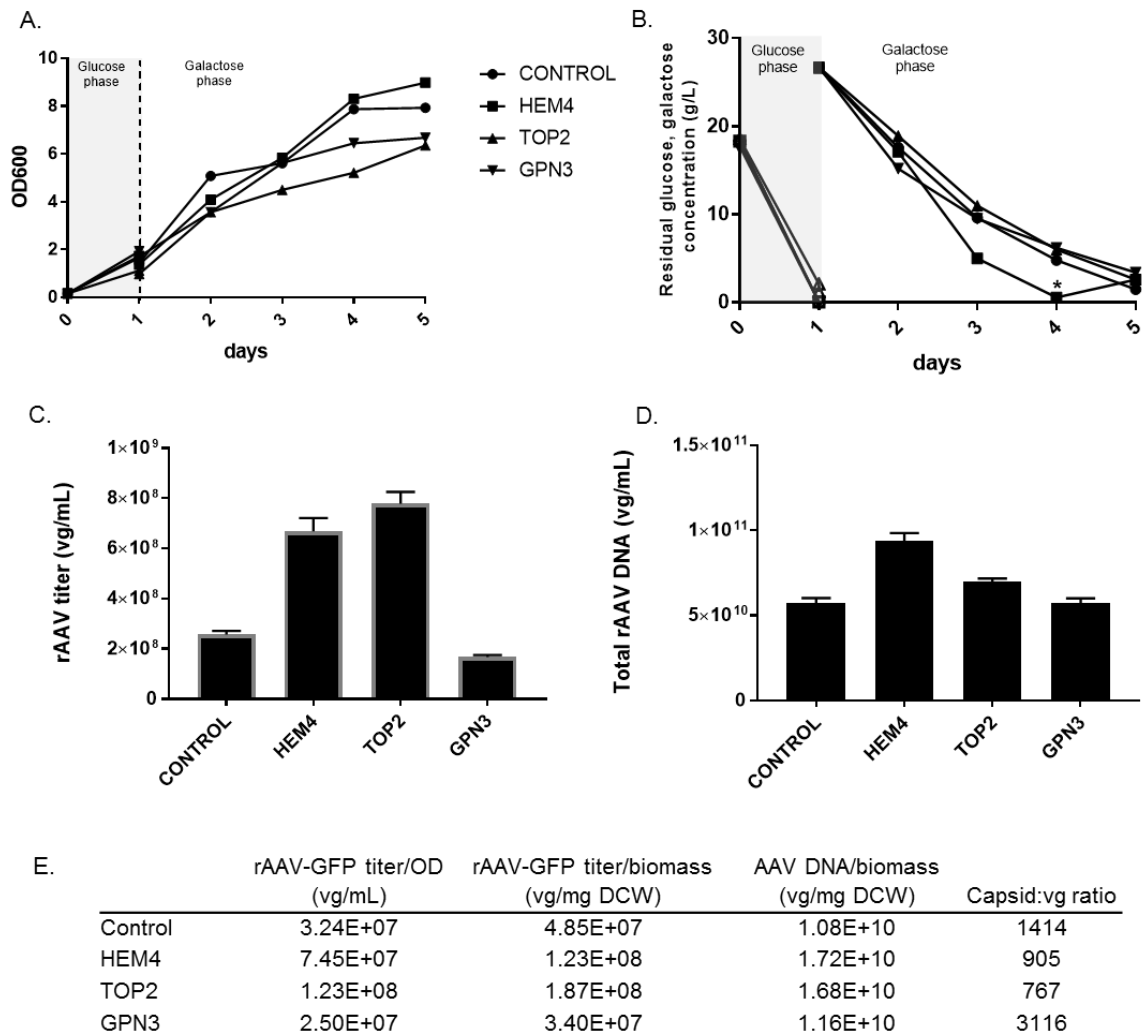 A.
OD600
10
8
6
4
2
0
Glucose
phase
Galactose
phase
0
1
2
3
4
5
days
CONTROL
HEM4
TOP2
GPN3
B.
Residual glucose, galactose
concentration (g/L)
30
20
10
0
Glucose
phase
Galactose
phase
*
0
1
2
3
4
5
days
C.
rAAV titer (vg/mL)
1×10⁹
8×10⁸
6×10⁸
4×10⁸
2×10⁸
0
CONTROL
HEM4
TOP2
GPN3
D.
Total rAAV DNA (vg/mL)
1.5×10¹¹
1×10¹¹
5×10¹⁰
0
CONTROL
HEM4
TOP2
GPN3
E.
rAAV-GFP titer/OD rAAV-GFP titer/biomass AAV DNA/biomass
(vg/mL) (vg/mg DCW) (vg/mg DCW) Capsid:vg ratio
Control 3.24E+07 4.85E+07 1.08E+10 1414
HEM4 7.45E+07 1.23E+08 1.72E+10 905
TOP2 1.23E+08 1.87E+08 1.68E+10 767
GPN3 2.50E+07 3.40E+07 1.16E+10 3116